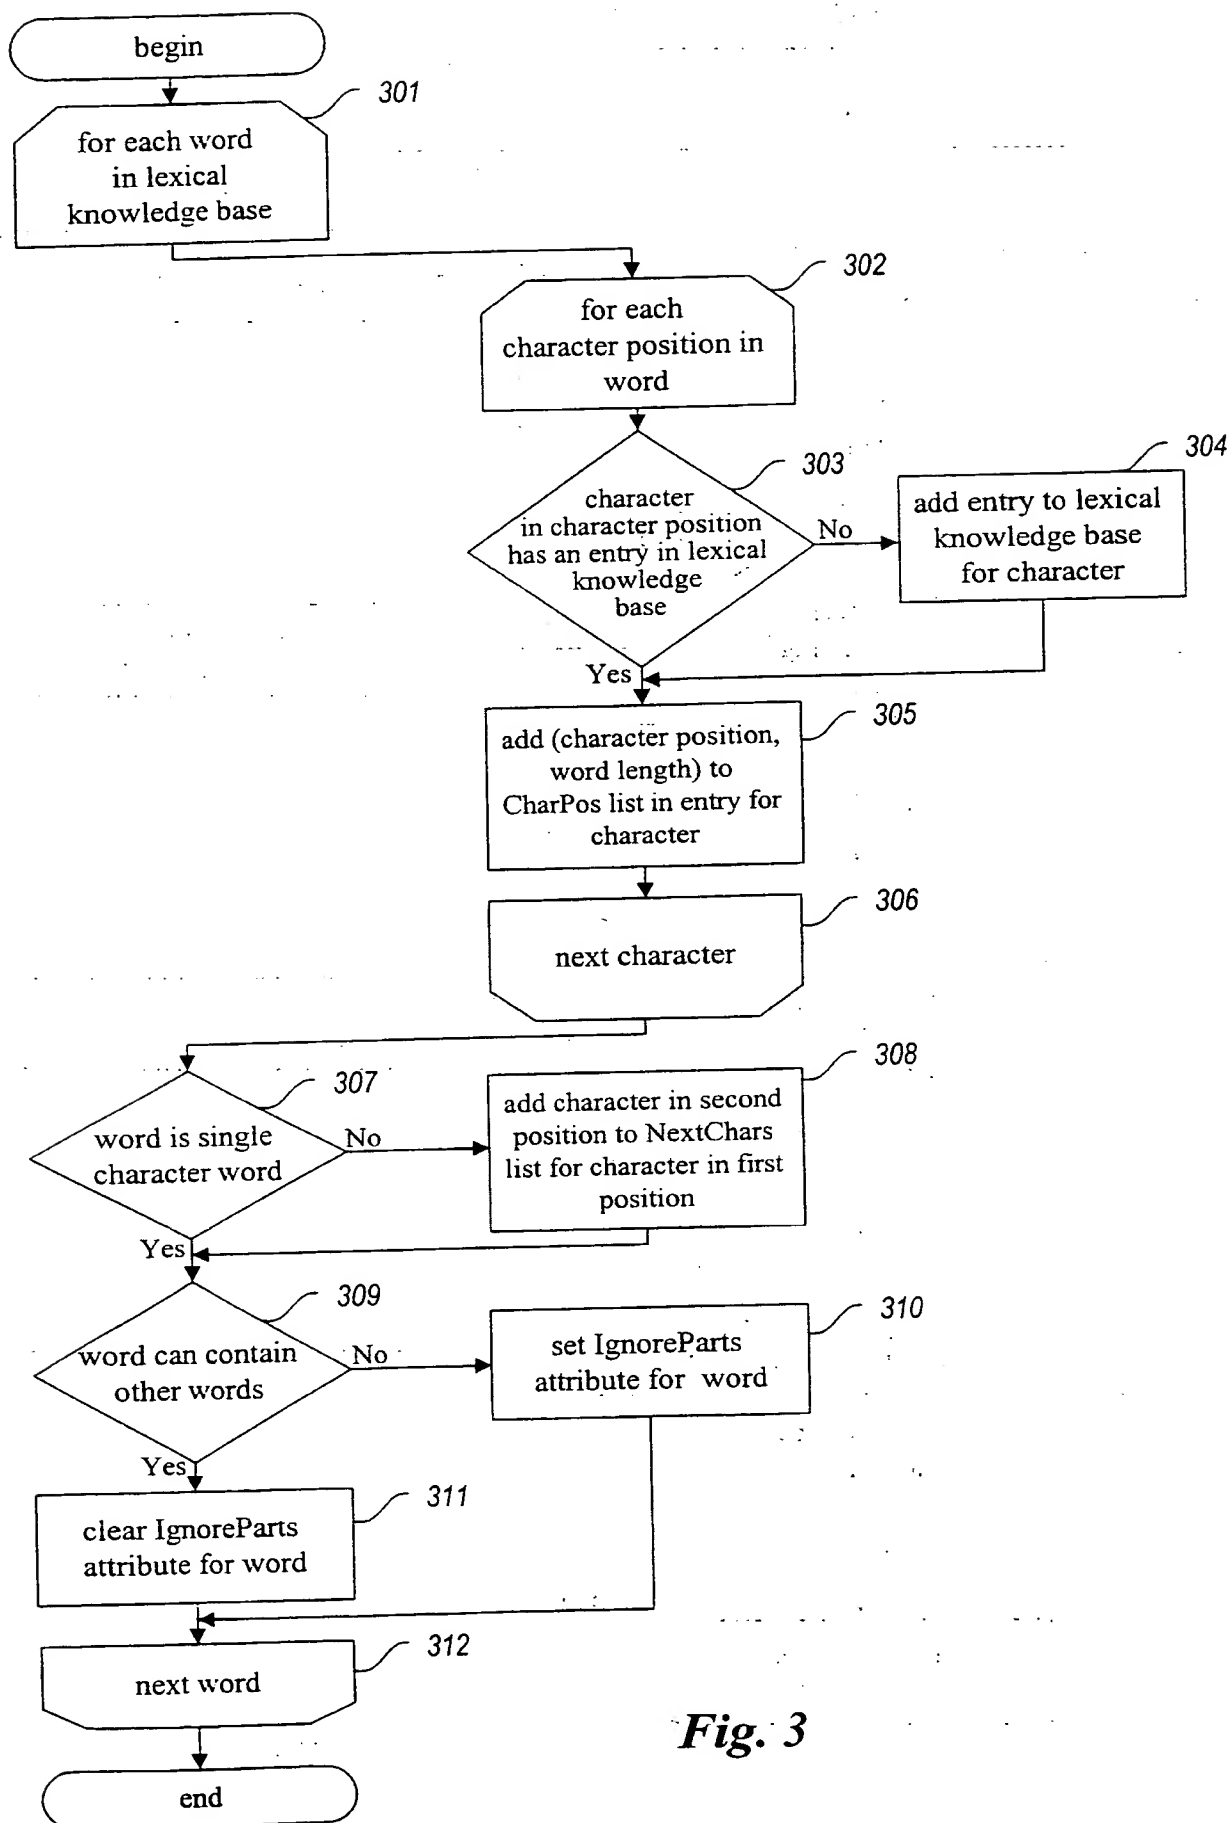 begin
301
for each word
in lexical
knowledge base
302
for each
character position in
word
303
character
in character position
has an entry in lexical
knowledge
base
No
304
add entry to lexical
knowledge base
for character
Yes
305
add (character position,
word length) to
CharPos list in entry for
character
306
next character
307
word is single
character word
No
308
add character in second
position to NextChars
list for character in first
position
Yes
309
word can contain
other words
No
310
set IgnoreParts
attribute for word
Yes
311
clear IgnoreParts
attribute for word
312
next word
end
Fig. 3